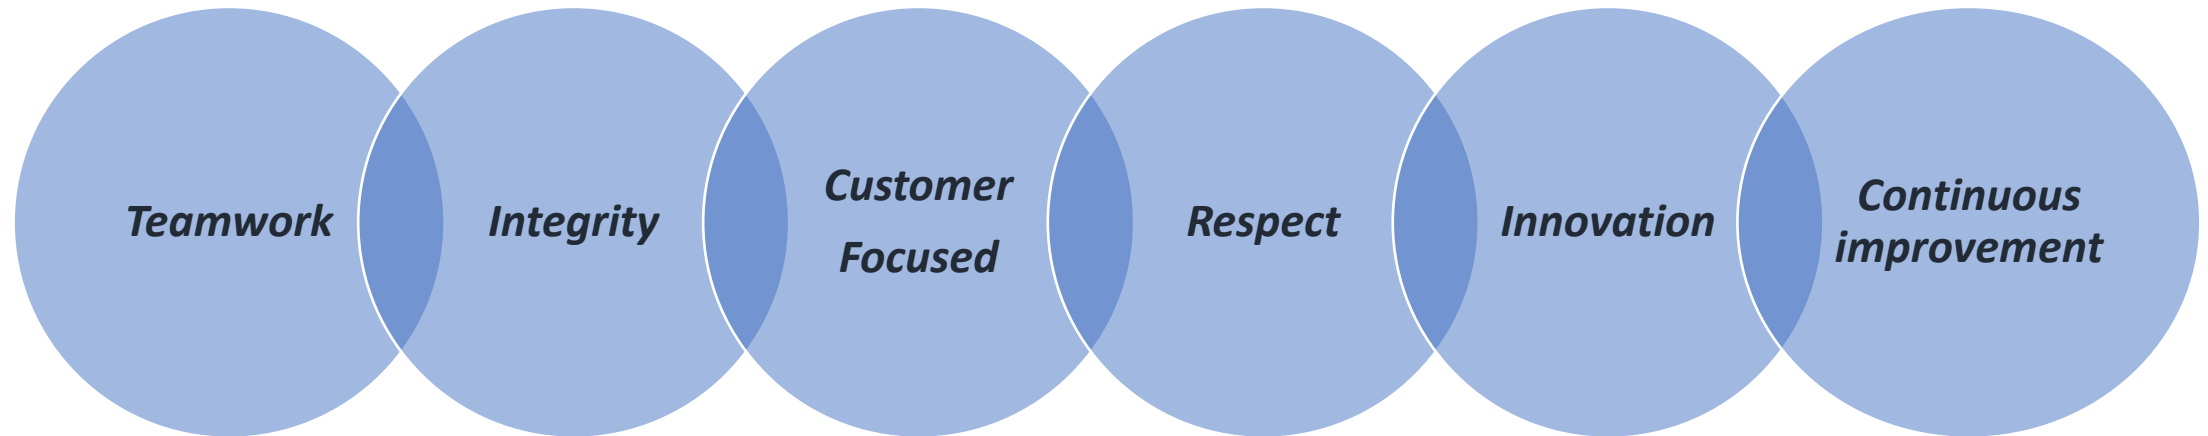 Teamwork
Integrity
Customer
Focused
Respect
Innovation
Continuous
improvement